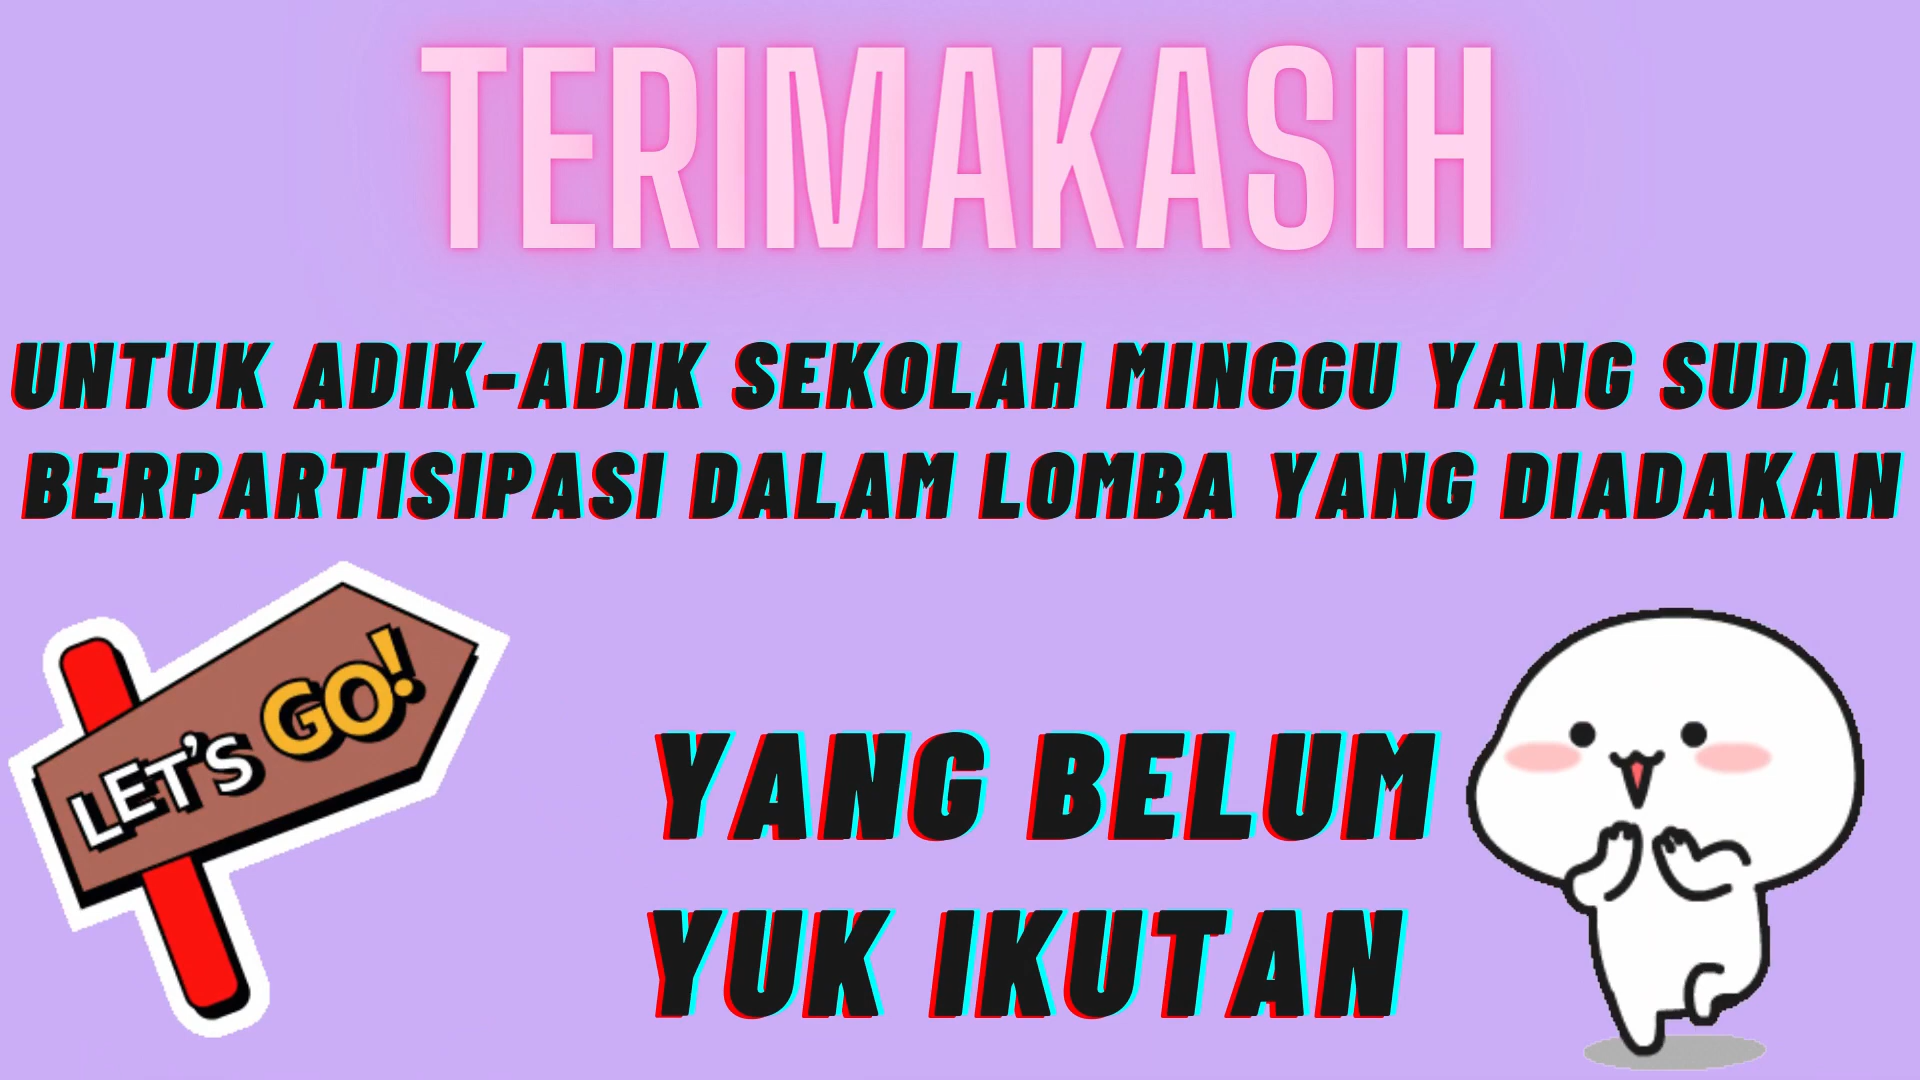 TERIMAKASIH
UNTUK ADIK-ADIK SEKOLAH MINGGU YANG SUDAH
BERPARTISIPASI DALAM LOMBA YANG DIADAKAN
LET'S GO!
YANG BELUM
YUK IKUTAN